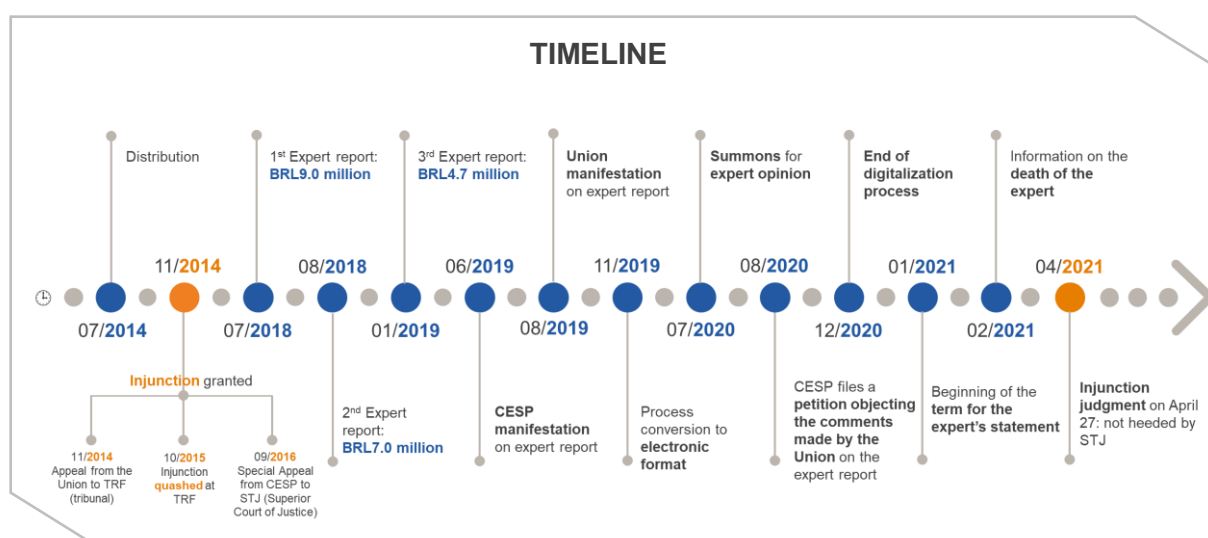 TIMELINE
Distribution
1st Expert report:
BRL9.0 million
3rd Expert report:
BRL4.7 million
Union
manifestation
on expert report
Summons for
expert opinion
End of
digitalization
process
Information on the
death of the
expert
11/2014
08/2018
06/2019
11/2019
08/2020
01/2021
04/2021
07/2014
07/2018
01/2019
08/2019
07/2020
12/2020
02/2021
Injunction granted
11/2014
Appeal from the
Union to TRF
(tribunal)
10/2015
Injunction
quashed at
TRF
09/2016
Special Appeal
from CESP to
STJ (Superior
Court of Justice)
2nd Expert
report:
BRL7.0 million
CESP
manifestation
on expert report
Process
conversion to
electronic
format
CESP files a
petition objecting
the comments
made by the
Union on the
expert report
Beginning of the
term for the
expert's statement
Injunction
judgment on April
27: not heeded by
STJ